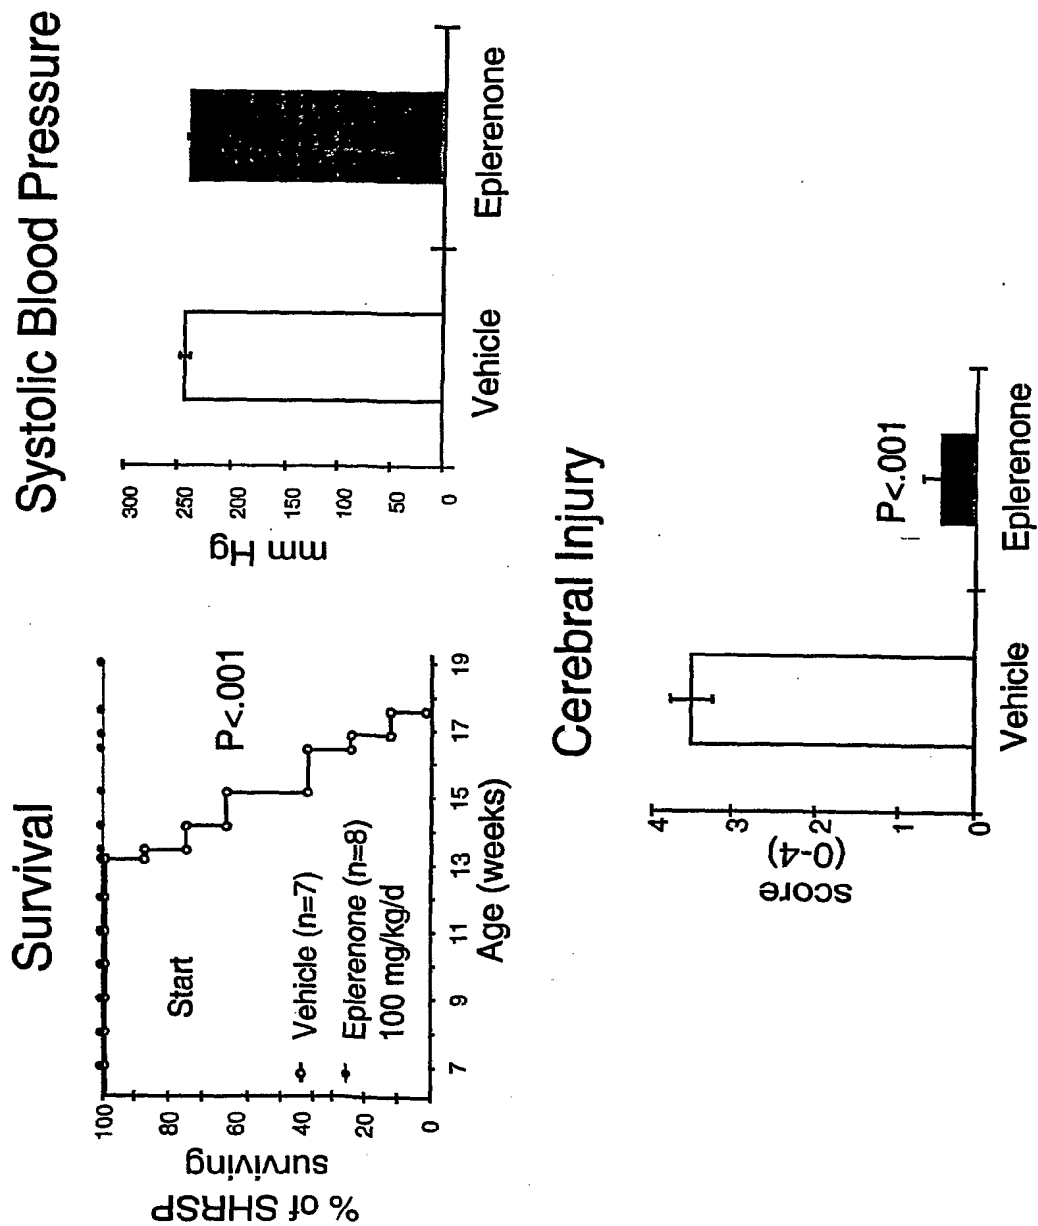 Survival
% of SHRSP
surviving
100
80
60
40
20
0
Start
P<.001
Vehicle (n=7)
Eplerenone (n=8)
100 mg/kg/d
7
9
11
13
15
17
19
Age (weeks)
Systolic Blood Pressure
mm Hg
300
250
200
150
100
50
0
Vehicle
Eplerenone
Cerebral Injury
score
(0-4)
4
3
2
1
0
P<.001
Vehicle
Eplerenone